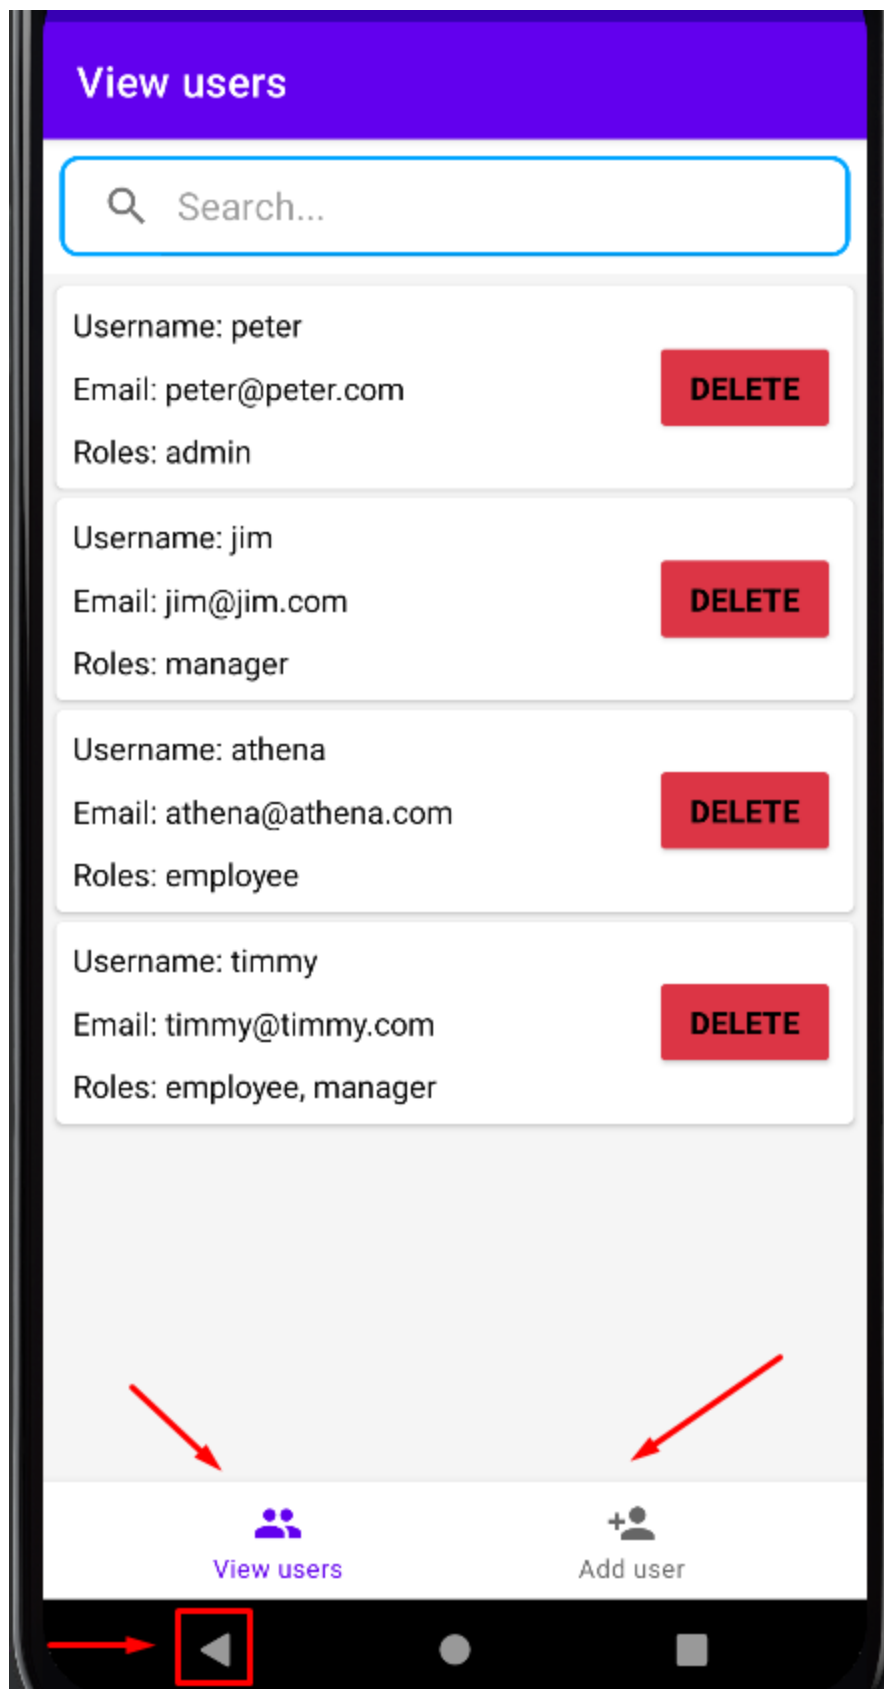 View users
Search...
Username: peter
Email: peter@peter.com
DELETE
Roles: admin
Username: jim
Email: jim@jim.com
DELETE
Roles: manager
Username: athena
Email: athena@athena.com
DELETE
Roles: employee
Username: timmy
Email: timmy@timmy.com
DELETE
Roles: employee, manager
View users
Add user